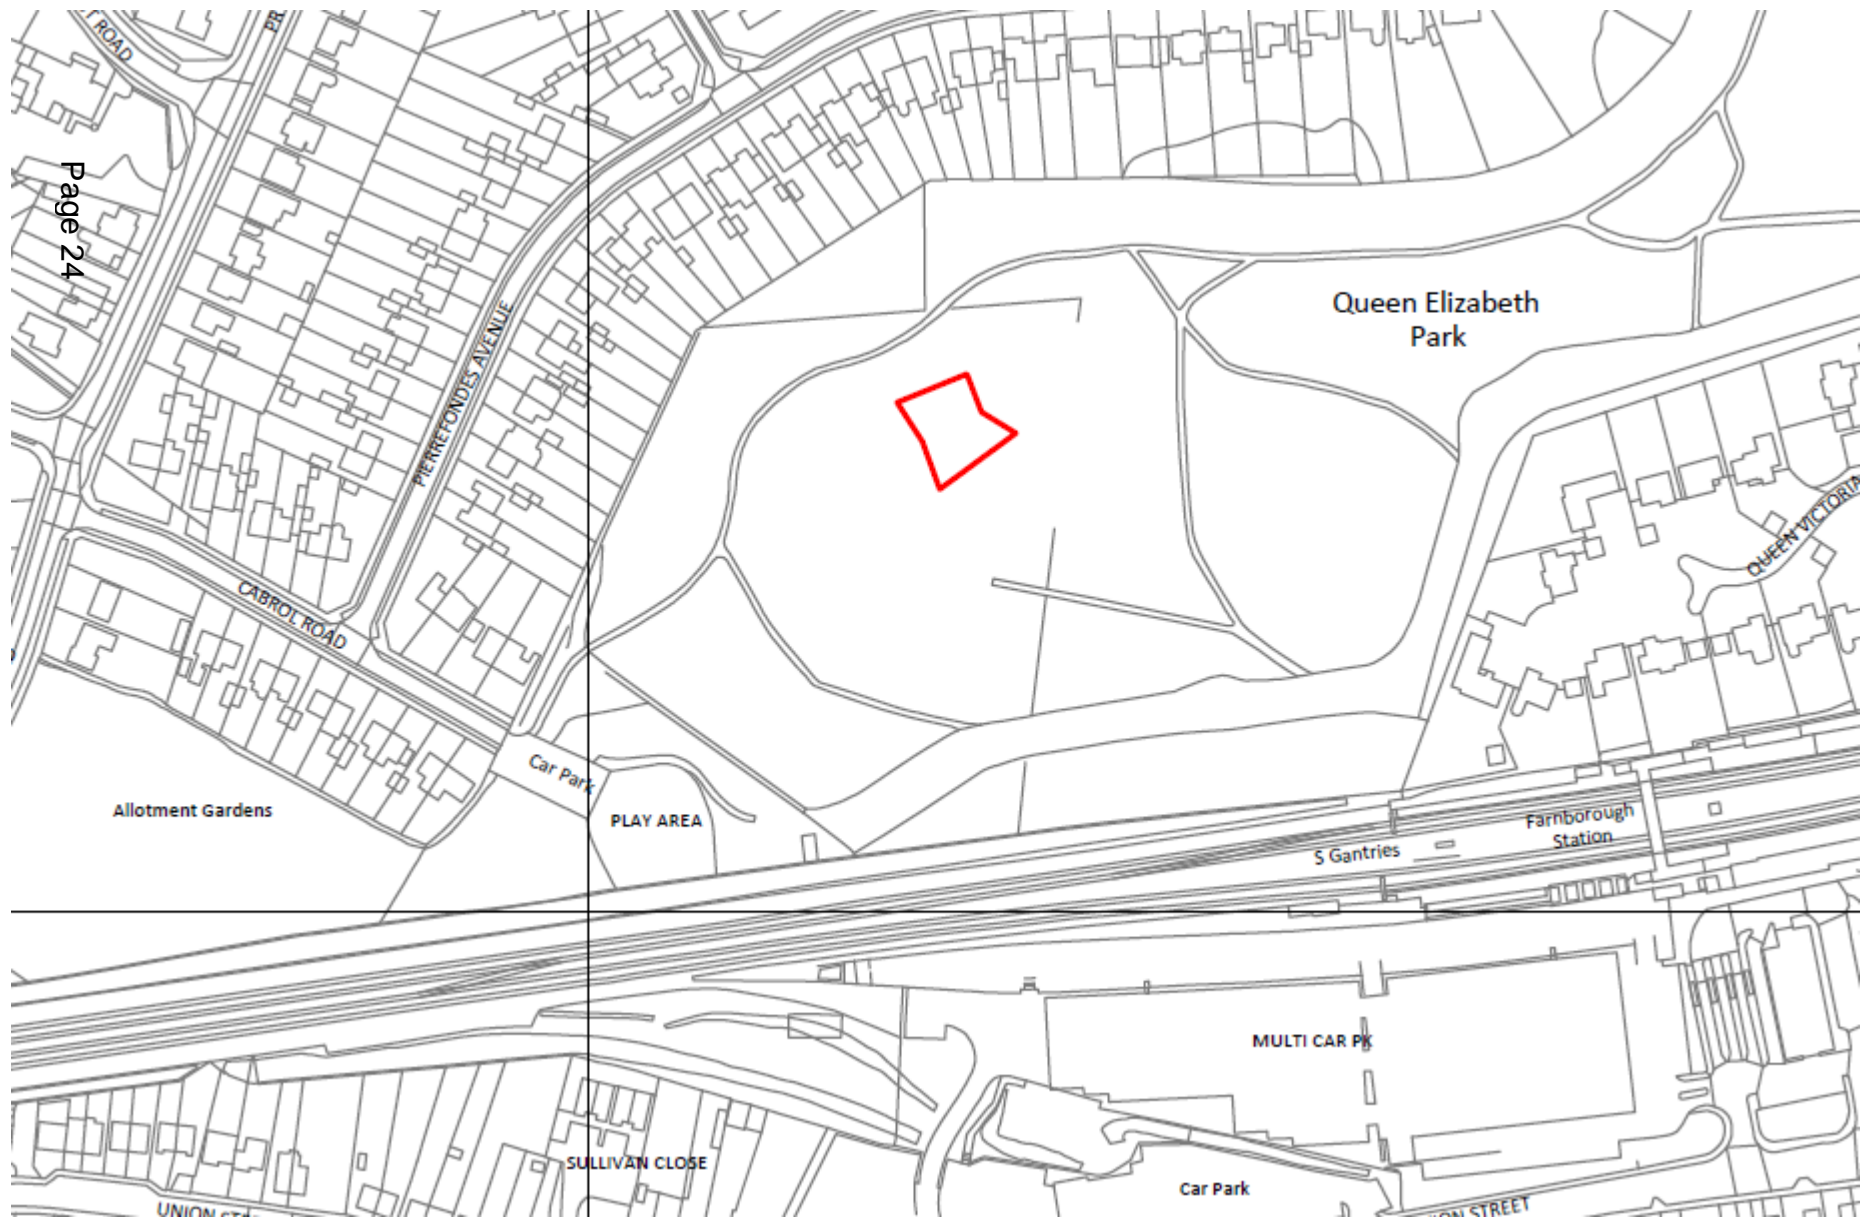 T ROAD
PR
Page 24
Queen Elizabeth
Park
PIERREFONDES AVENUE
QUEEN VICTORIA
CABROL ROAD
Car Park
Allotment Gardens
PLAY AREA
Farnborough
Station
S Gantries
MULTI CAR PK
SULLIVAN CLOSE
Car Park
UNION
STREET